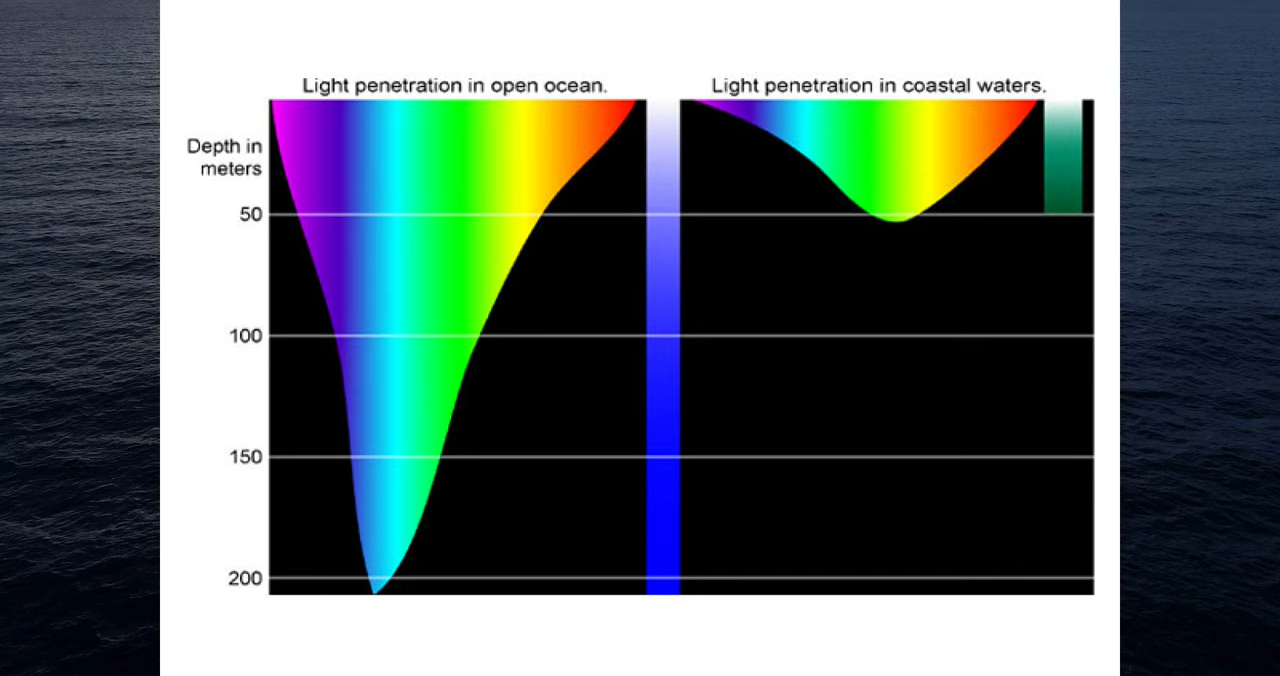 Light penetration in open ocean.
Light penetration in coastal waters.
Depth in
meters
50
100
150
200